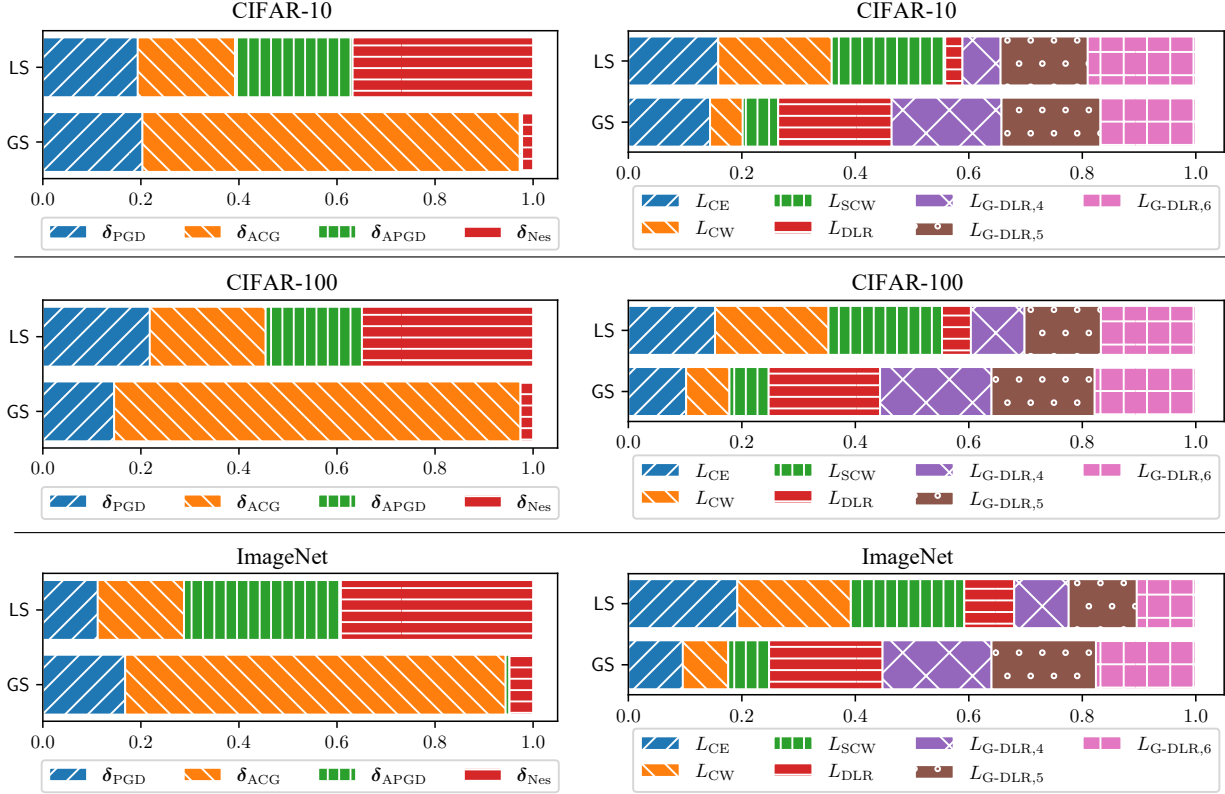 CIFAR-10
LS
GS
0.0 0.2 0.4 0.6 0.8 1.0
δPGD δACG δAPGD δNes
CIFAR-10
LS
GS
0.0 0.2 0.4 0.6 0.8 1.0
LCE LSCW LG-DLR,4 LG-DLR,6
LCW LDLR LG-DLR,5
CIFAR-100
LS
GS
0.0 0.2 0.4 0.6 0.8 1.0
δPGD δACG δAPGD δNes
CIFAR-100
LS
GS
0.0 0.2 0.4 0.6 0.8 1.0
LCE LSCW LG-DLR,4 LG-DLR,6
LCW LDLR LG-DLR,5
ImageNet
LS
GS
0.0 0.2 0.4 0.6 0.8 1.0
δPGD δACG δAPGD δNes
ImageNet
LS
GS
0.0 0.2 0.4 0.6 0.8 1.0
LCE LSCW LG-DLR,4 LG-DLR,6
LCW LDLR LG-DLR,5